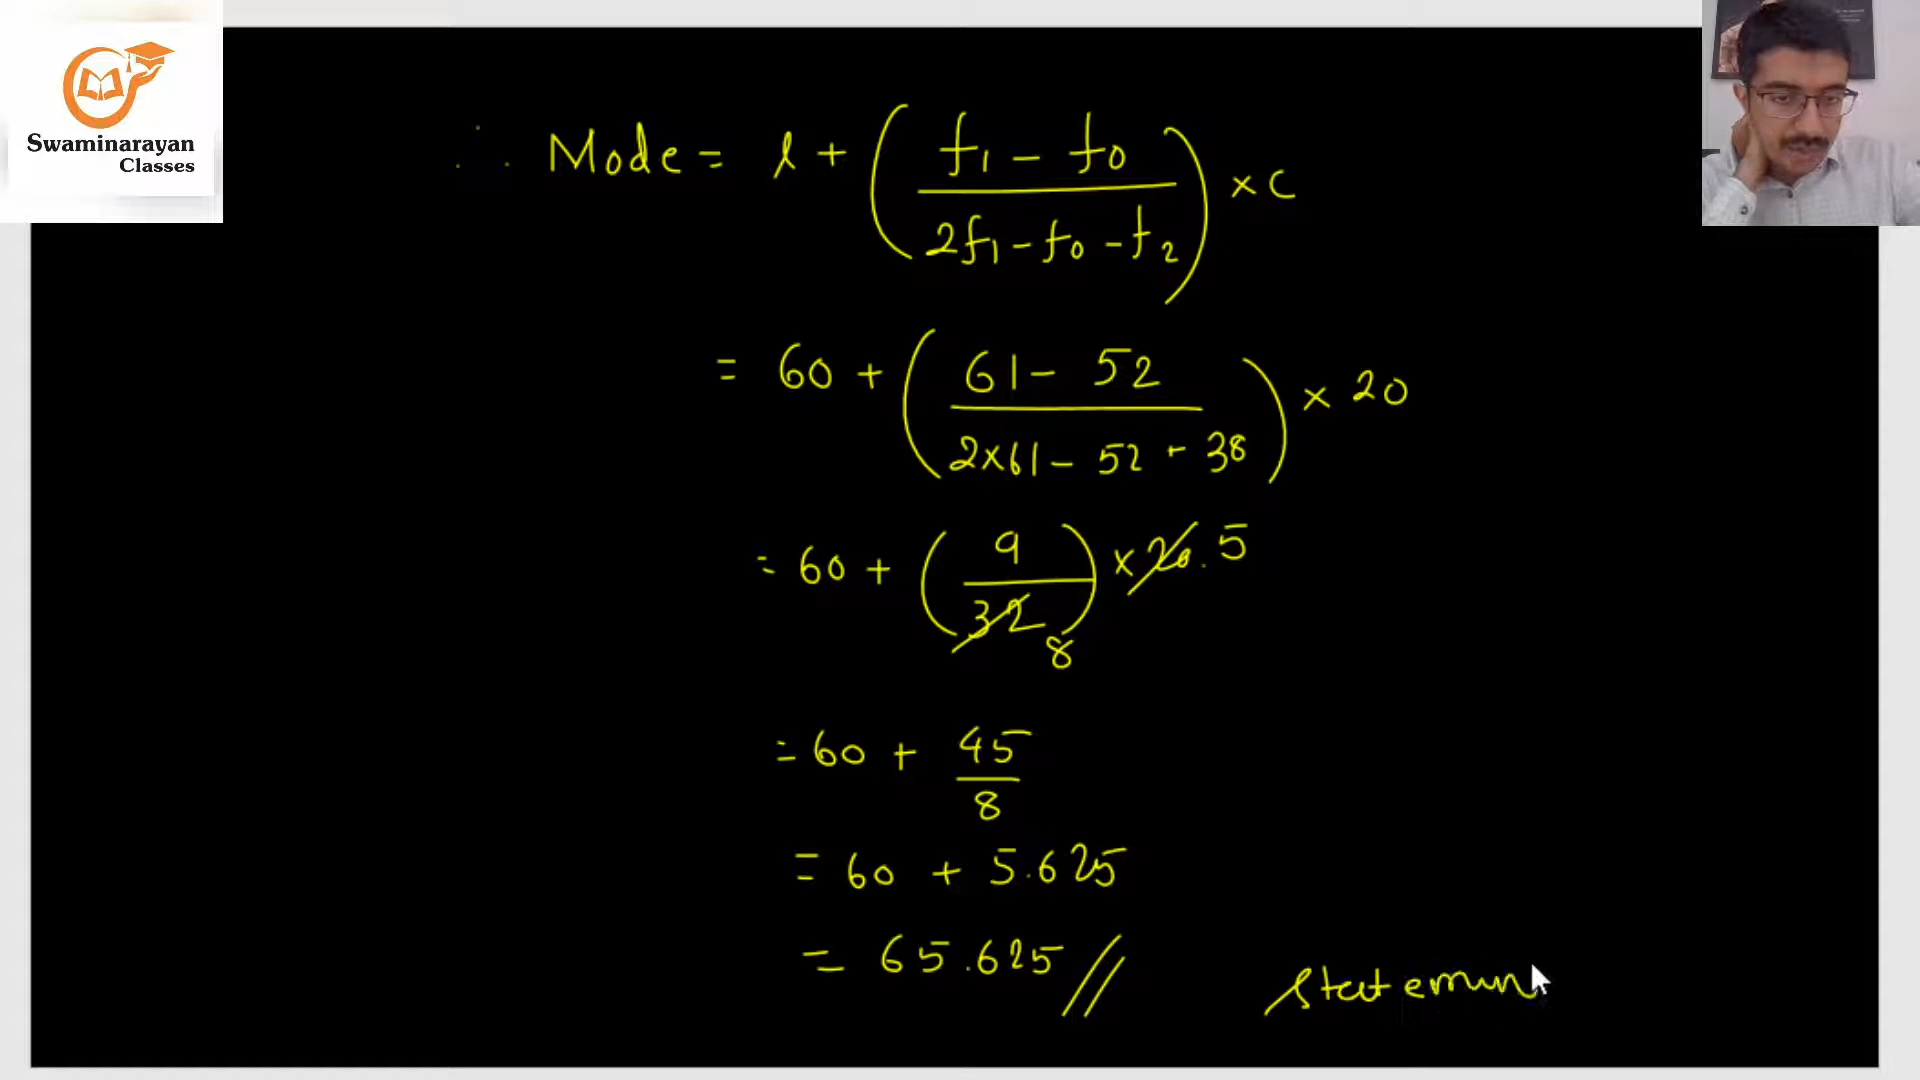 Swaminarayan
Classes
∴ Mode = l + ( f1 - f0 / 2f1 - f0 - f2 ) × c
= 60 + ( 61 - 52 / 2×61 - 52 - 38 ) × 20
= 60 + ( 9 / 32 8 ) × 20. 5
= 60 + 45 / 8
= 60 + 5.625
= 65.625 //
Statemen